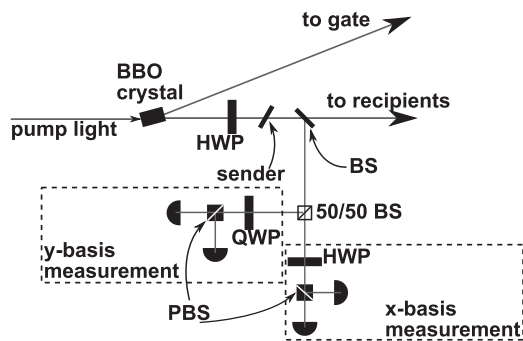 to gate
BBO
crystal
to recipients
pump light
HWP
sender
BS
50/50 BS
QWP
y-basis
measurement
HWP
PBS
x-basis
measurement